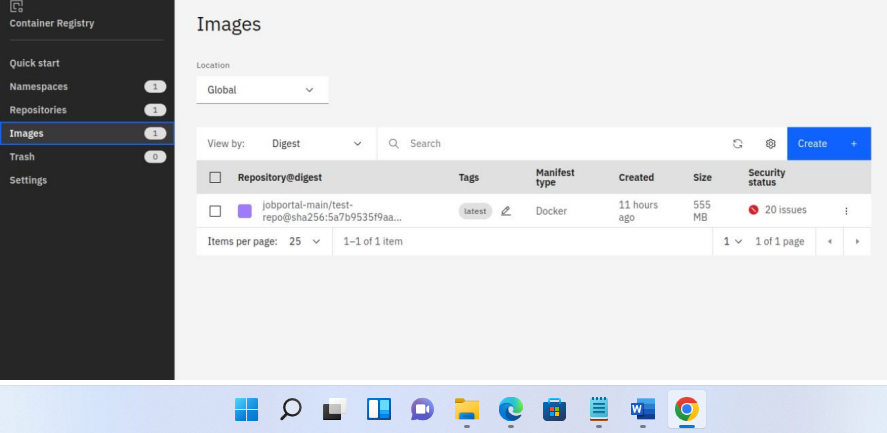 Container Registry
Quick start
Namespaces 1
Repositories 1
Images 1
Trash 0
Settings
Images
Location
Global
View by: Digest Search Create +
Repository@digest Tags Manifest type Created Size Security status
jobportal-main/test-
repo@sha256:5a7b9535f9aa...
latest
Docker
11 hours
ago
555
MB
20 issues
Items per page: 25 1–1 of 1 item 1 1 of 1 page
W